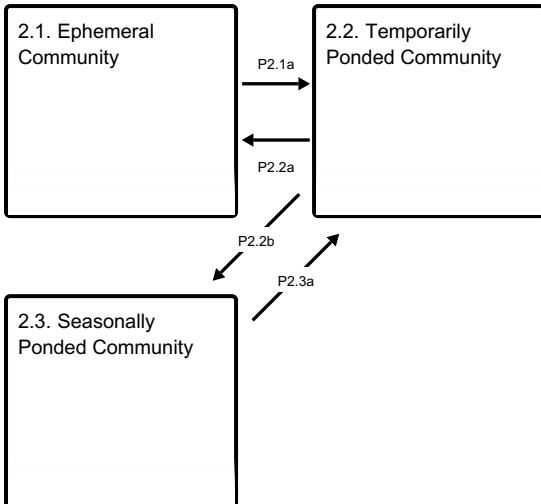 2.1. Ephemeral
Community
P2.1a
2.2. Temporarily
Ponded Community
P2.2a
P2.2b
P2.3a
2.3. Seasonally
Ponded Community